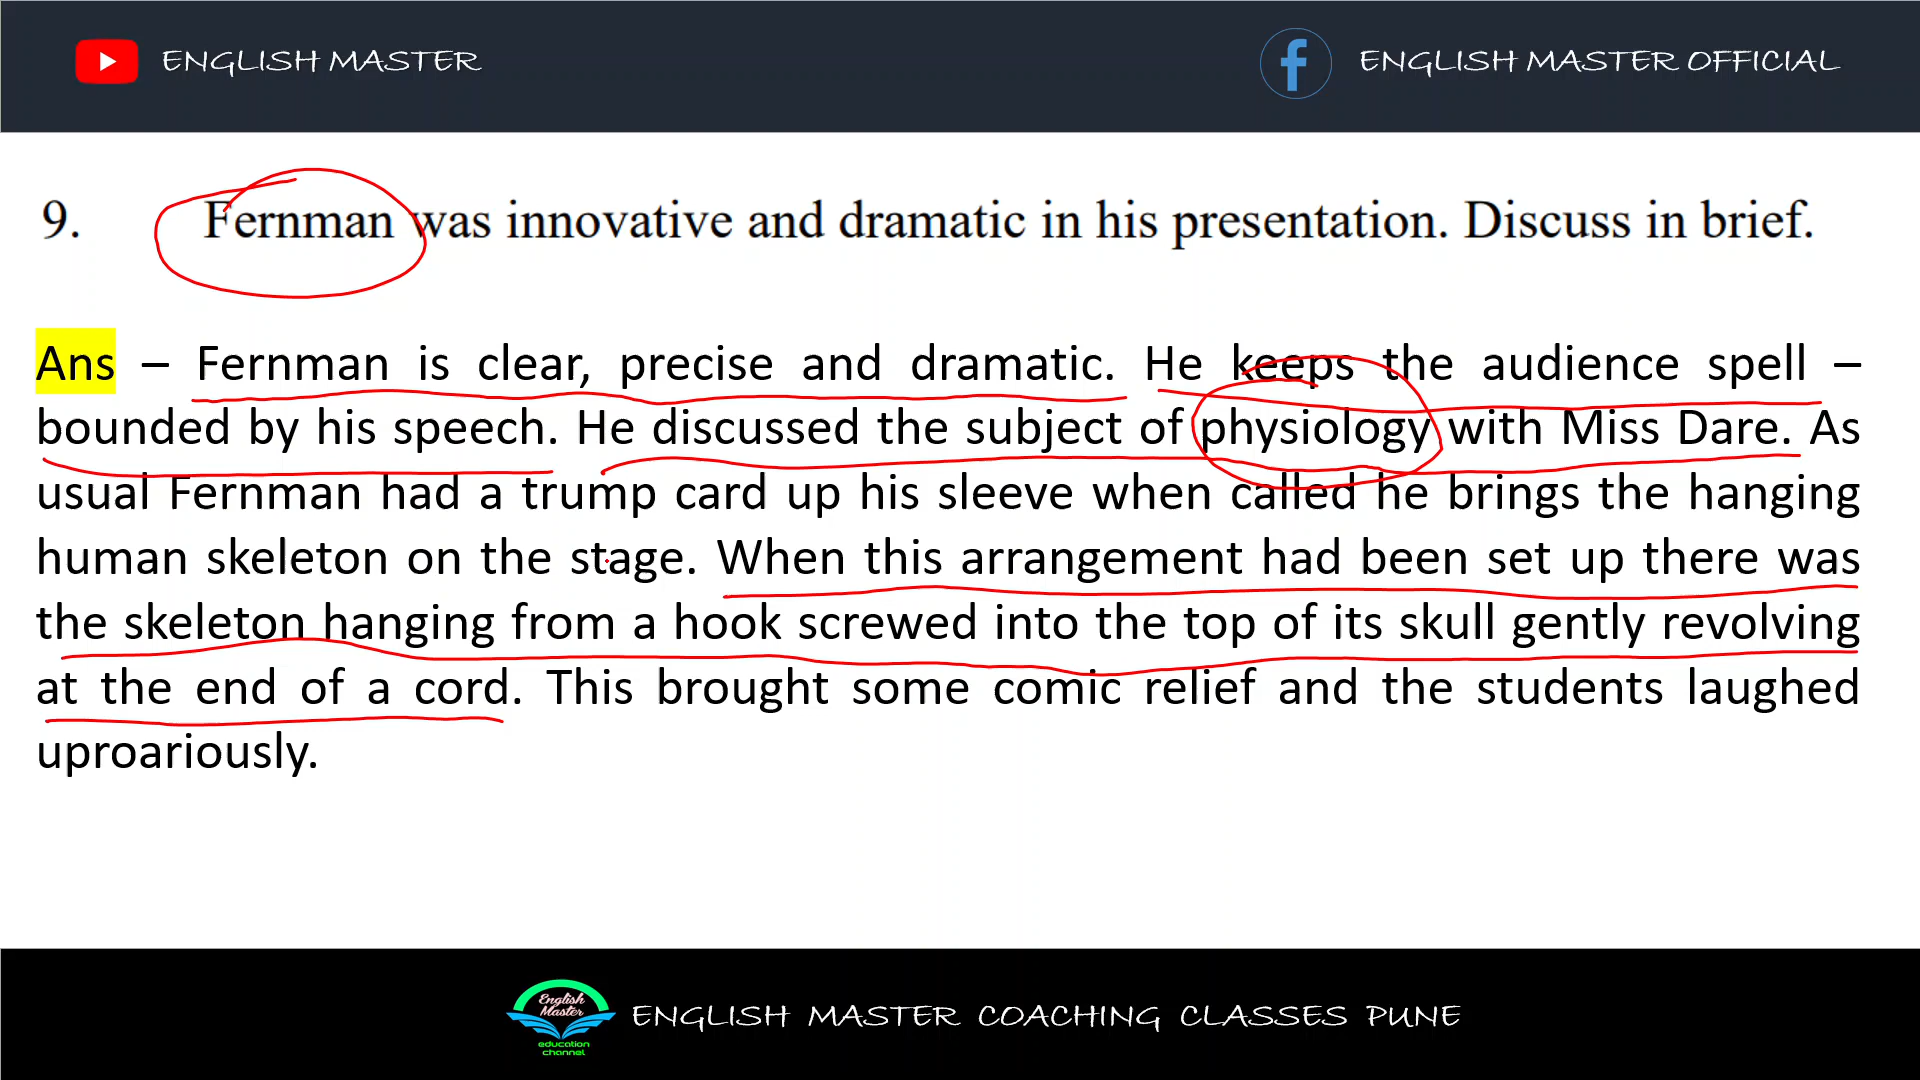 ENGLISH MASTER
ENGLISH MASTER OFFICIAL
9. Fernman was innovative and dramatic in his presentation. Discuss in brief.
Ans – Fernman is clear, precise and dramatic. He keeps the audience spell –
bounded by his speech. He discussed the subject of physiology with Miss Dare. As
usual Fernman had a trump card up his sleeve when called he brings the hanging
human skeleton on the stage. When this arrangement had been set up there was
the skeleton hanging from a hook screwed into the top of its skull gently revolving
at the end of a cord. This brought some comic relief and the students laughed
uproariously.
English
Master
education
channel
ENGLISH MASTER COACHING CLASSES PUNE